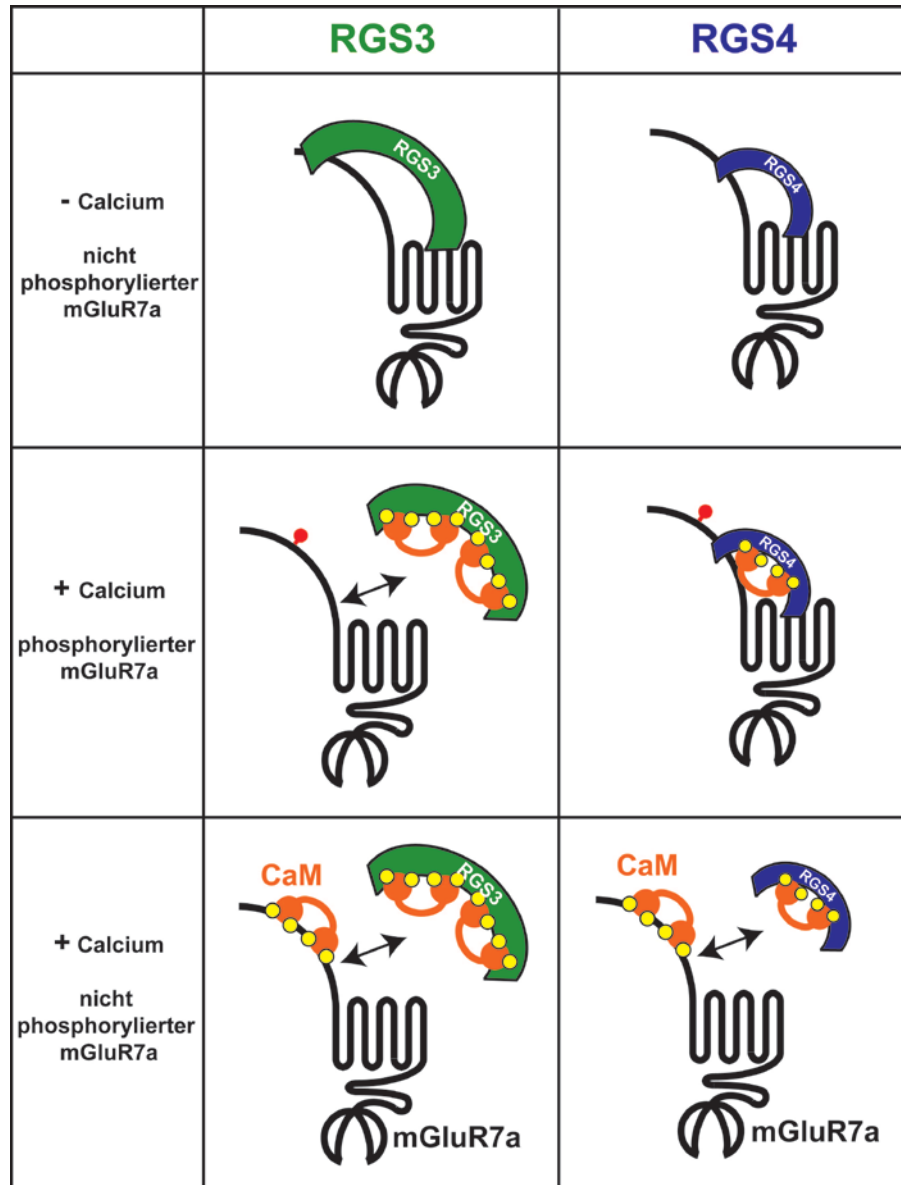 RGS3
RGS4
- Calcium
nicht
phosphorylierter
mGluR7a
RGS3
RGS4
+ Calcium
phosphorylierter
mGluR7a
RGS3
RGS4
+ Calcium
nicht
phosphorylierter
mGluR7a
CaM
RGS3
mGluR7a
CaM
RGS4
mGluR7a